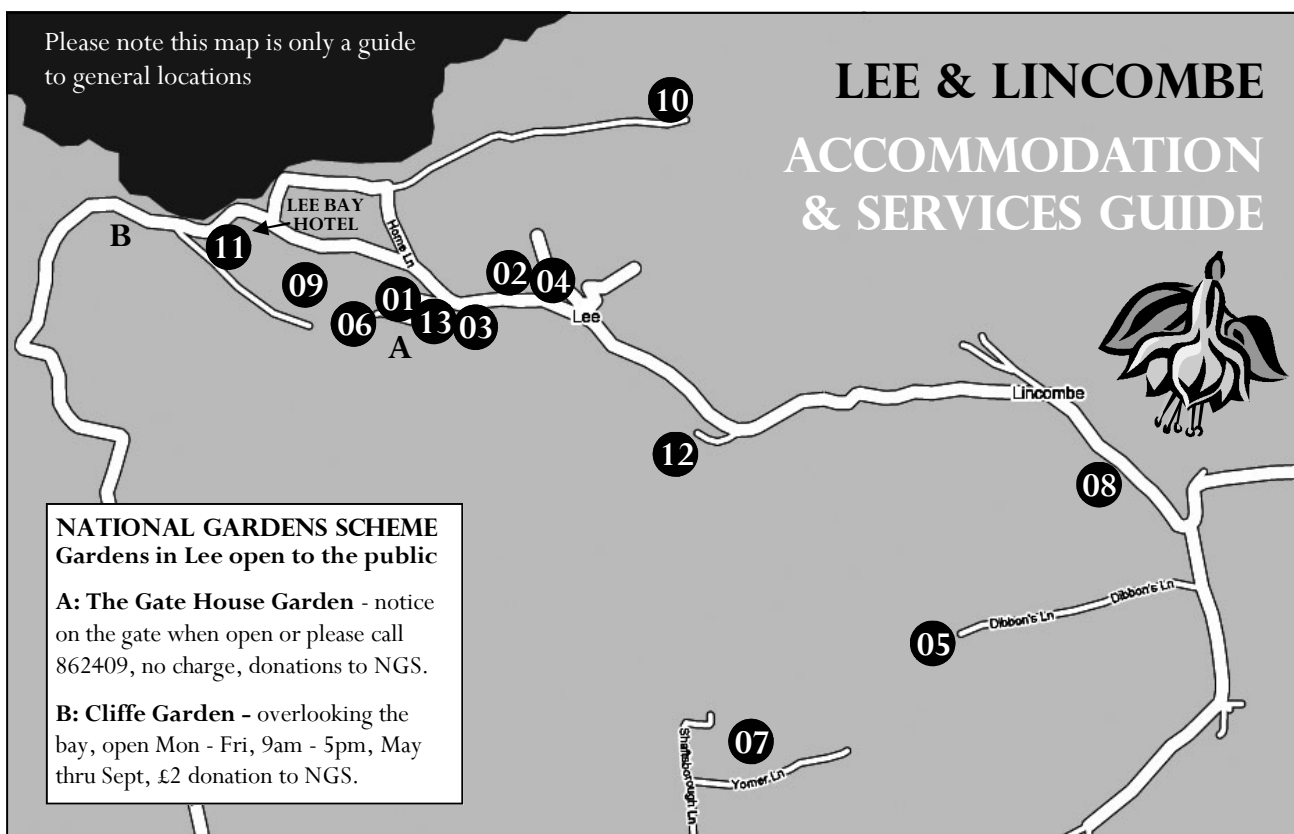 Please note this map is only a guide
to general locations
LEE & LINCOMBE
ACCOMMODATION
& SERVICES GUIDE
10
LEE BAY
HOTEL
B
11
Home Ln
09
02
04
01
06
13
03
A
Lee
Lincombe
12
08
Dibbon's Ln
Dibbon's Ln
05
07
Shaftsborough Ln
Yomer Ln
NATIONAL GARDENS SCHEME
Gardens in Lee open to the public
A: The Gate House Garden - notice
on the gate when open or please call
862409, no charge, donations to NGS.
B: Cliffe Garden - overlooking the
bay, open Mon - Fri, 9am - 5pm, May
thru Sept, £2 donation to NGS.